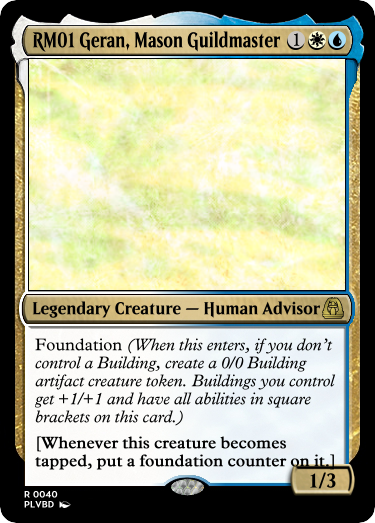 RM01 Geran, Mason Guildmaster 1
Legendary Creature — Human Advisor
Foundation (When this enters, if you don't
control a Building, create a 0/0 Building
artifact creature token. Buildings you control
get +1/+1 and have all abilities in square
brackets on this card.)
[Whenever this creature becomes
tapped, put a foundation counter on it.]
1/3
R 0040
PLVBD